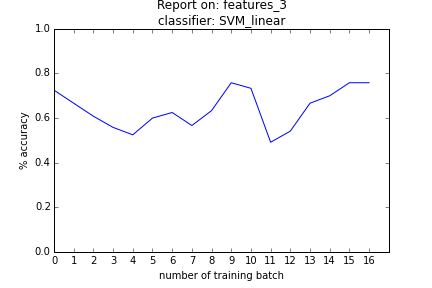 Report on: features_3
classifier: SVM_linear
1.0
0.8
0.6
0.4
0.2
0.0
% accuracy
0 1 2 3 4 5 6 7 8 9 10 11 12 13 14 15 16
number of training batch